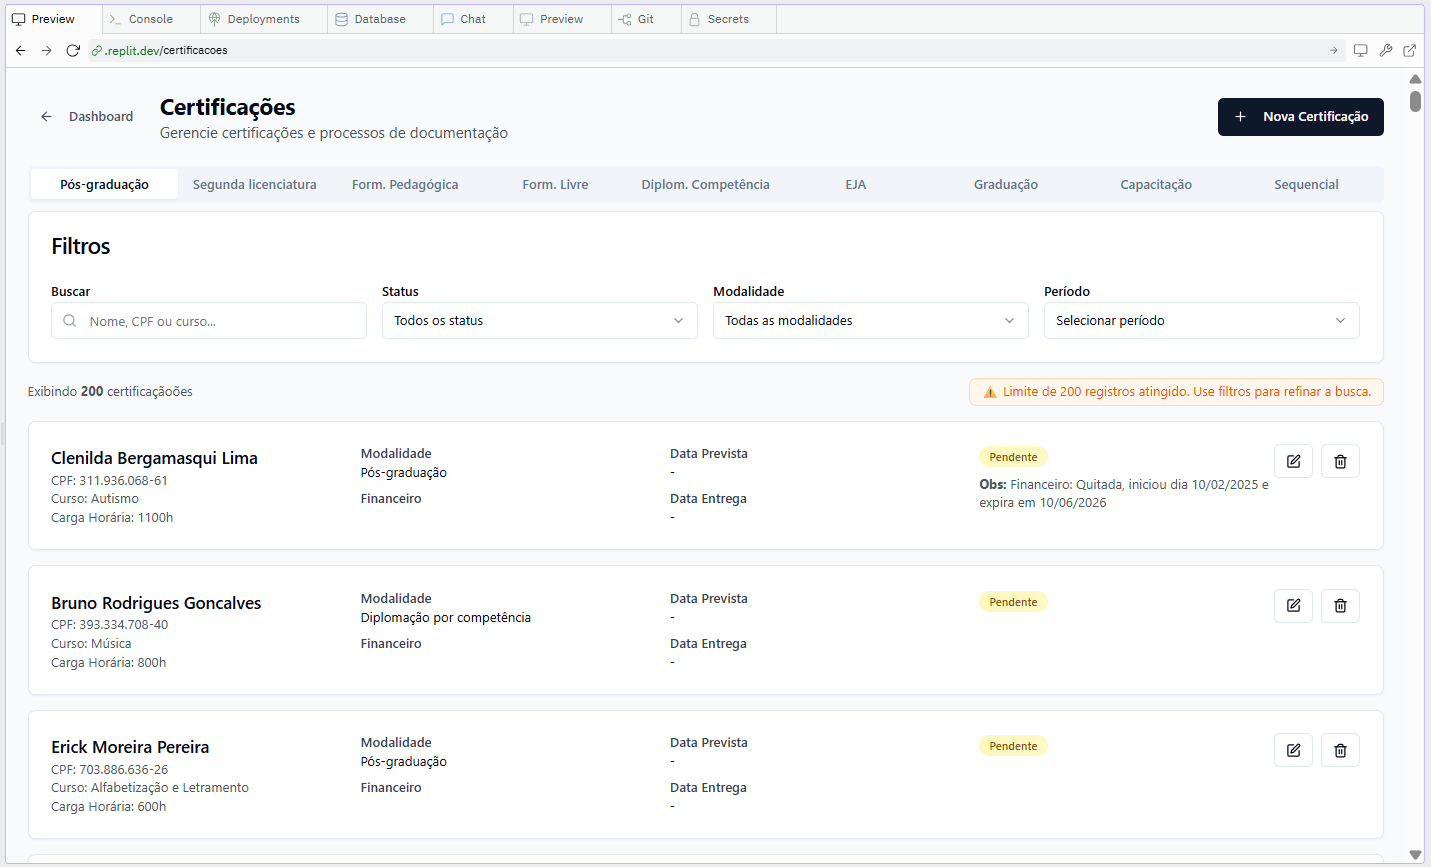 Preview
Console
Deployments
Database
Chat
Preview
Git
Secrets
.replit.dev/certificacoes
Dashboard
Certificações
Gerencie certificações e processos de documentação
Nova Certificação
Pós-graduação
Segunda licenciatura
Form. Pedagógica
Form. Livre
Diplom. Competência
EJA
Graduação
Capacitação
Sequencial
Filtros
Buscar
Nome, CPF ou curso...
Status
Todos os status
Modalidade
Todas as modalidades
Período
Selecionar período
Exibindo 200 certificaçãoões
Limite de 200 registros atingido. Use filtros para refinar a busca.
Clenilda Bergamasqui Lima
CPF: 311.936.068-61
Curso: Autismo
Carga Horária: 1100h
Modalidade
Pós-graduação
Financeiro
Data Prevista
-
Data Entrega
-
Pendente
Obs: Financeiro: Quitada, iniciou dia 10/02/2025 e
expira em 10/06/2026
Bruno Rodrigues Goncalves
CPF: 393.334.708-40
Curso: Música
Carga Horária: 800h
Modalidade
Diplomação por competência
Financeiro
Data Prevista
-
Data Entrega
-
Pendente
Erick Moreira Pereira
CPF: 703.886.636-26
Curso: Alfabetização e Letramento
Carga Horária: 600h
Modalidade
Pós-graduação
Financeiro
Data Prevista
-
Data Entrega
-
Pendente